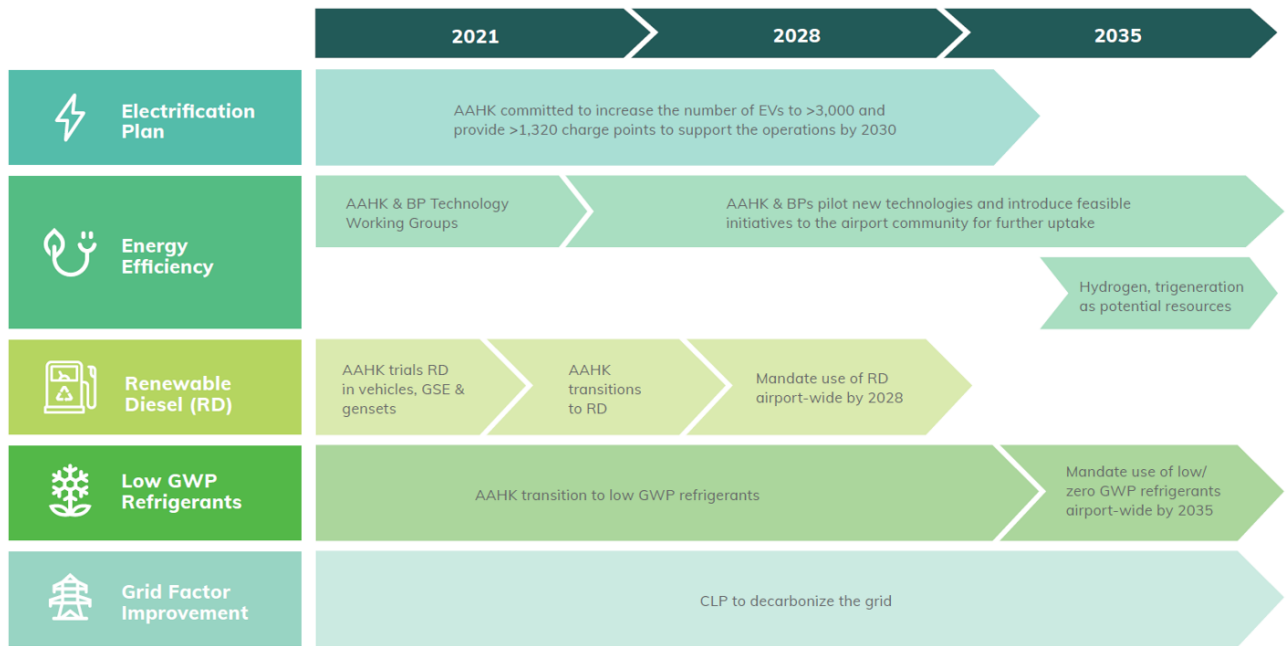 2021
2028
2035
Electrification
Plan
AAHK committed to increase the number of EVs to >3,000 and
provide >1,320 charge points to support the operations by 2030
Energy
Efficiency
AAHK & BP Technology
Working Groups
AAHK & BPs pilot new technologies and introduce feasible
initiatives to the airport community for further uptake
Hydrogen, trigeneration
as potential resources
Renewable
Diesel (RD)
AAHK trials RD
in vehicles, GSE &
gensets
AAHK
transitions
to RD
Mandate use of RD
airport-wide by 2028
Low GWP
Refrigerants
AAHK transition to low GWP refrigerants
Mandate use of low/
zero GWP refrigerants
airport-wide by 2035
Grid Factor
Improvement
CLP to decarbonize the grid